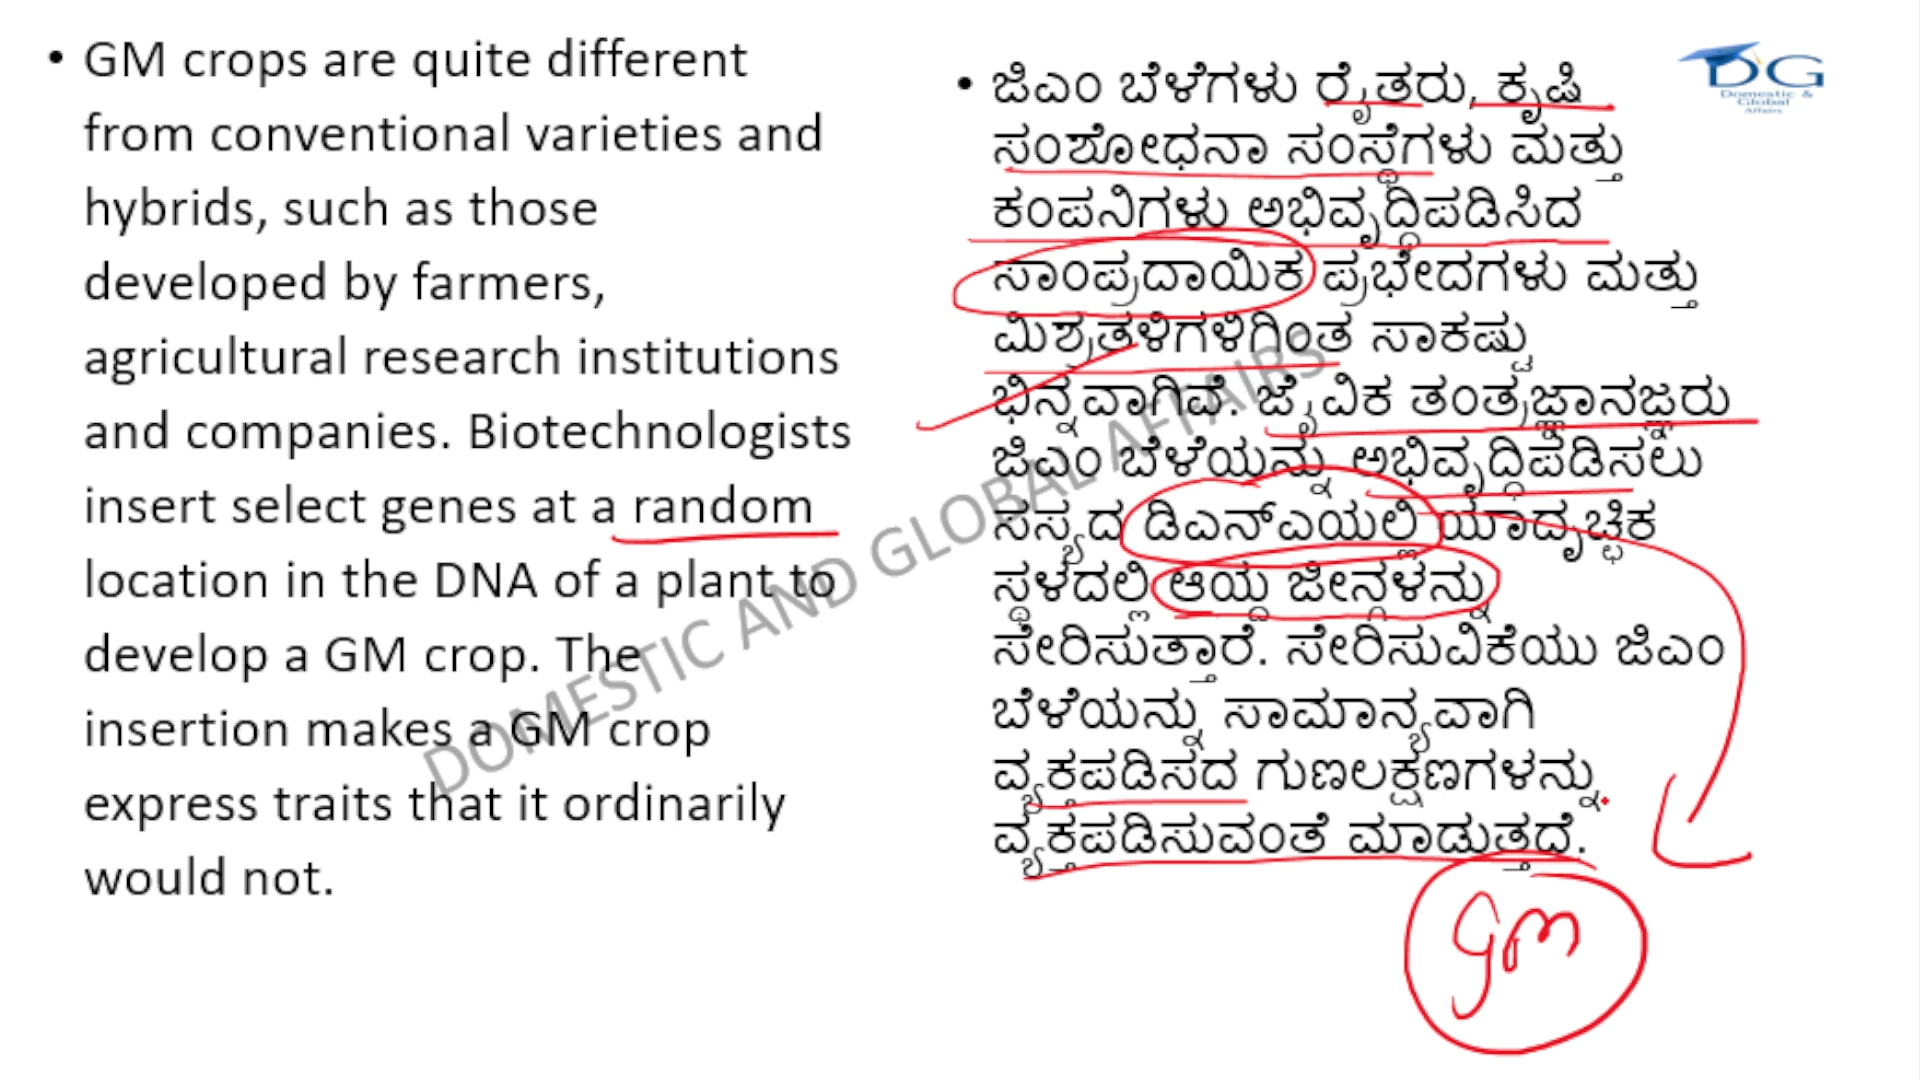 • GM crops are quite different
from conventional varieties and
hybrids, such as those
developed by farmers,
agricultural research institutions
and companies. Biotechnologists
insert select genes at a random
location in the DNA of a plant to
develop a GM crop. The
insertion makes a GM crop
express traits that it ordinarily
would not.
• ಜಿಎಂ ಬೆಳೆಗಳು ರೈತರು, ಕೃಷಿ
ಸಂಶೋಧನಾ ಸಂಸ್ಥೆಗಳು ಮತ್ತು
ಕಂಪನಿಗಳು ಅಭಿವೃದ್ಧಿಪಡಿಸಿದ
ಸಾಂಪ್ರದಾಯಿಕ ಪ್ರಭೇದಗಳು ಮತ್ತು
ಮಿಶ್ರತಳಿಗಳಿಗಿಂತ ಸಾಕಷ್ಟು
ಭಿನ್ನವಾಗಿವೆ. ಜೈವಿಕ ತಂತ್ರಜ್ಞಾನಜ್ಞರು
ಜಿಎಂ ಬೆಳೆಯನ್ನು ಅಭಿವೃದ್ಧಿಪಡಿಸಲು
ಸಸ್ಯದ ಡಿಎನ್ಎಯಲ್ಲಿ ಯಾದೃಚ್ಛಿಕ
ಸ್ಥಳದಲ್ಲಿ ಆಯ್ದ ಜೀನ್ಗಳನ್ನು
ಸೇರಿಸುತ್ತಾರೆ. ಸೇರಿಸುವಿಕೆಯು ಜಿಎಂ
ಬೆಳೆಯನ್ನು ಸಾಮಾನ್ಯವಾಗಿ
ವ್ಯಕ್ತಪಡಿಸದ ಗುಣಲಕ್ಷಣಗಳನ್ನು
ವ್ಯಕ್ತಪಡಿಸುವಂತೆ ಮಾಡುತ್ತದೆ.
GM
DG
Domestic &
Global
Affairs
DOMESTIC AND GLOBAL AFFAIRS